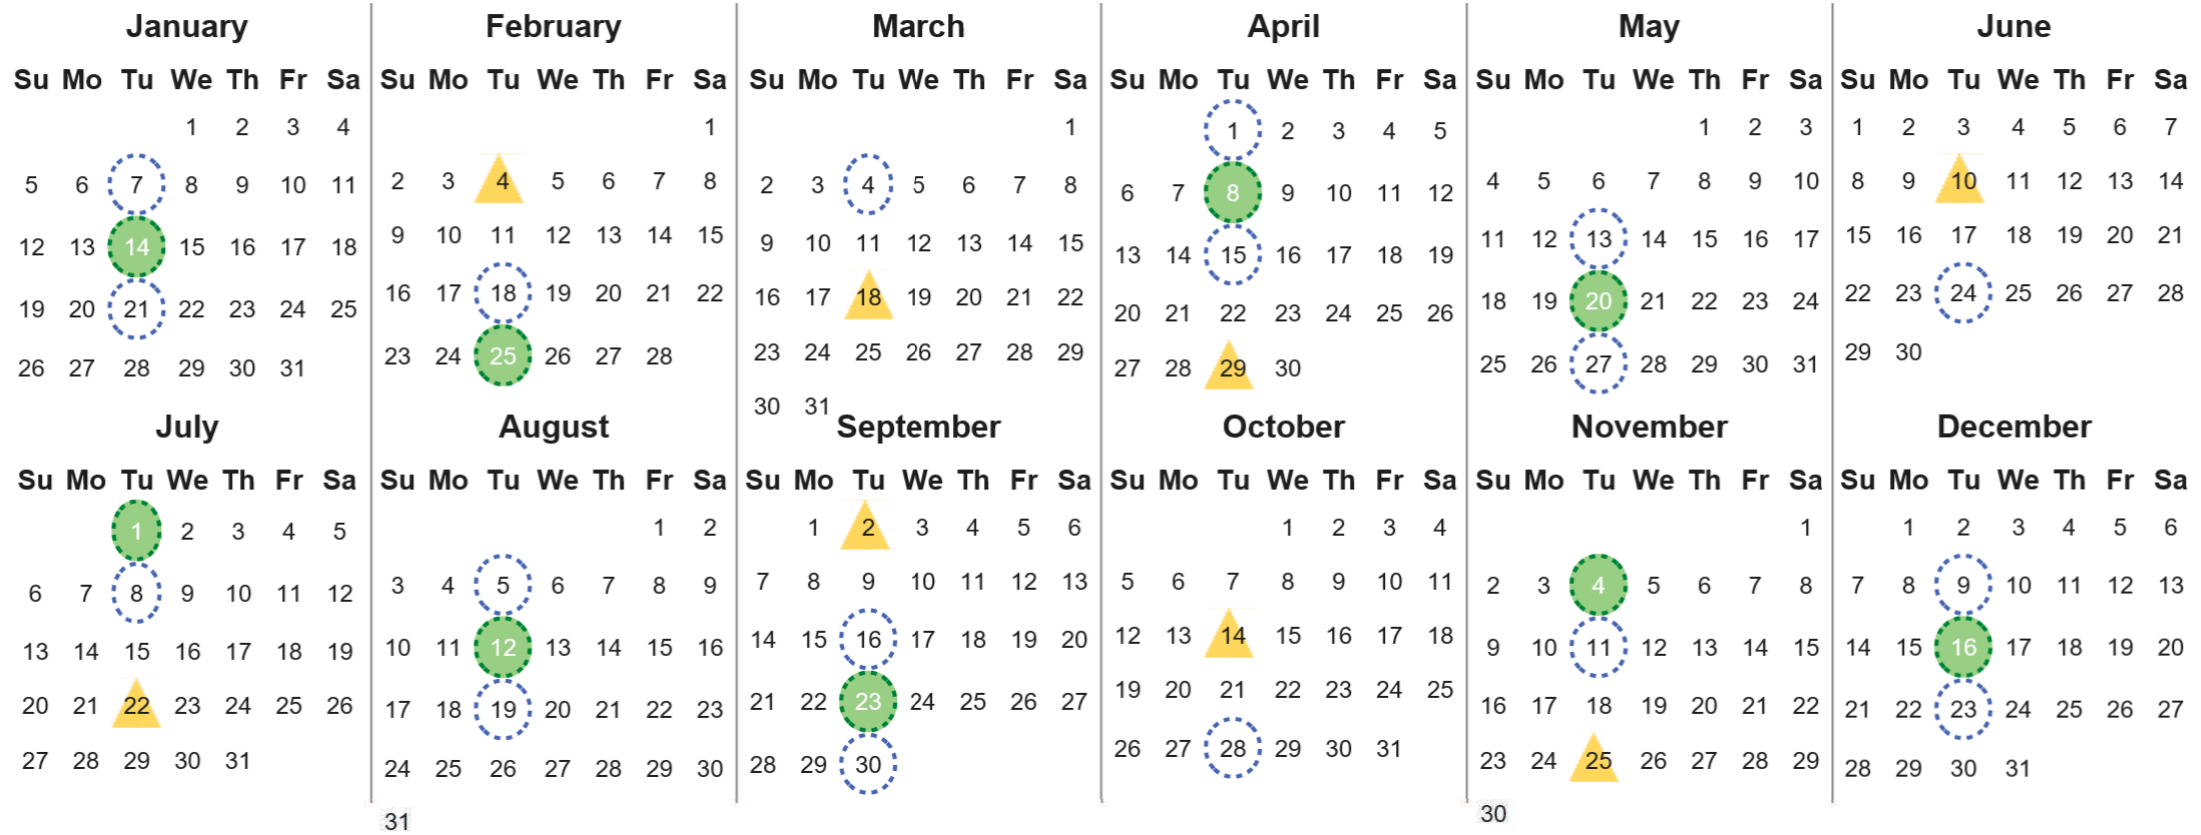 January
Su Mo Tu We Th Fr Sa
1 2 3 4
5 6 7 8 9 10 11
12 13 14 15 16 17 18
19 20 21 22 23 24 25
26 27 28 29 30 31
February
Su Mo Tu We Th Fr Sa
1
2 3 4 5 6 7 8
9 10 11 12 13 14 15
16 17 18 19 20 21 22
23 24 25 26 27 28
March
Su Mo Tu We Th Fr Sa
1
2 3 4 5 6 7 8
9 10 11 12 13 14 15
16 17 18 19 20 21 22
23 24 25 26 27 28 29
30 31
April
Su Mo Tu We Th Fr Sa
1 2 3 4 5
6 7 8 9 10 11 12
13 14 15 16 17 18 19
20 21 22 23 24 25 26
27 28 29 30
May
Su Mo Tu We Th Fr Sa
1 2 3
4 5 6 7 8 9 10
11 12 13 14 15 16 17
18 19 20 21 22 23 24
25 26 27 28 29 30 31
June
Su Mo Tu We Th Fr Sa
1 2 3 4 5 6 7
8 9 10 11 12 13 14
15 16 17 18 19 20 21
22 23 24 25 26 27 28
29 30
July
Su Mo Tu We Th Fr Sa
1 2 3 4 5
6 7 8 9 10 11 12
13 14 15 16 17 18 19
20 21 22 23 24 25 26
27 28 29 30 31
August
Su Mo Tu We Th Fr Sa
1 2
3 4 5 6 7 8 9
10 11 12 13 14 15 16
17 18 19 20 21 22 23
24 25 26 27 28 29 30
31
September
Su Mo Tu We Th Fr Sa
1 2 3 4 5 6
7 8 9 10 11 12 13
14 15 16 17 18 19 20
21 22 23 24 25 26 27
28 29 30
October
Su Mo Tu We Th Fr Sa
1 2 3 4
5 6 7 8 9 10 11
12 13 14 15 16 17 18
19 20 21 22 23 24 25
26 27 28 29 30 31
November
Su Mo Tu We Th Fr Sa
1
2 3 4 5 6 7 8
9 10 11 12 13 14 15
16 17 18 19 20 21 22
23 24 25 26 27 28 29
30
December
Su Mo Tu We Th Fr Sa
1 2 3 4 5 6
7 8 9 10 11 12 13
14 15 16 17 18 19 20
21 22 23 24 25 26 27
28 29 30 31